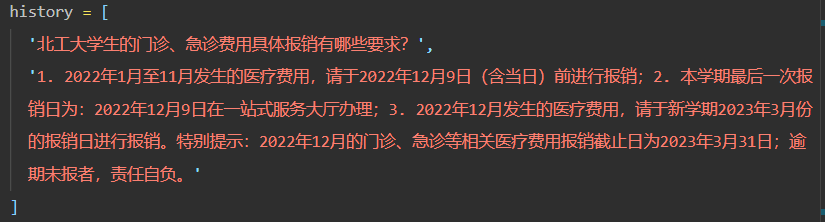 history = [
'北工大学生的门诊、急诊费用具体报销有哪些要求？',
'1. 2022年1月至11月发生的医疗费用，请于2022年12月9日（含当日）前进行报销；2. 本学期最后一次报
销日为：2022年12月9日在一站式服务大厅办理；3. 2022年12月发生的医疗费用，请于新学期2023年3月份
的报销日进行报销。特别提示：2022年12月的门诊、急诊等相关医疗费用报销截止日为2023年3月31日；逾
期未报者，责任自负。'
]